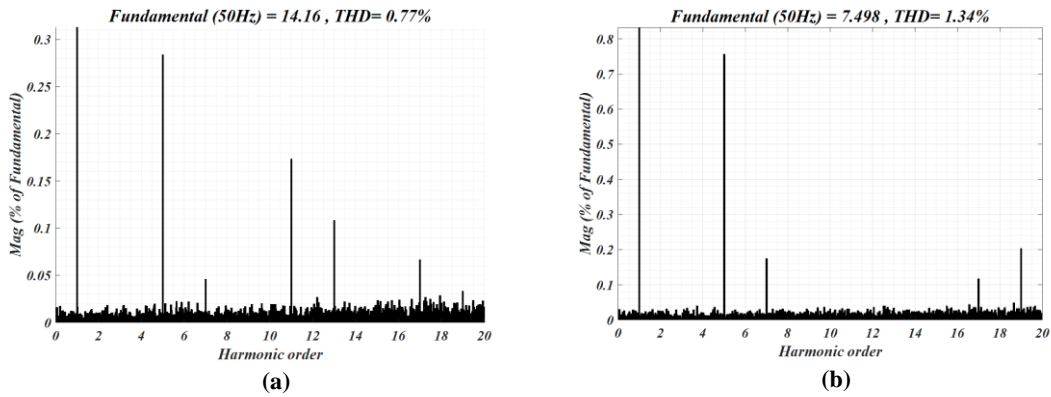 Fundamental (50Hz) = 14.16 , THD= 0.77%
0.3
0.25
0.2
0.15
0.1
0.05
0
Mag (% of Fundamental)
0 2 4 6 8 10 12 14 16 18 20
Harmonic order
(a)
Fundamental (50Hz) = 7.498 , THD= 1.34%
0.8
0.7
0.6
0.5
0.4
0.3
0.2
0.1
0
Mag (% of Fundamental)
0 2 4 6 8 10 12 14 16 18 20
Harmonic order
(b)